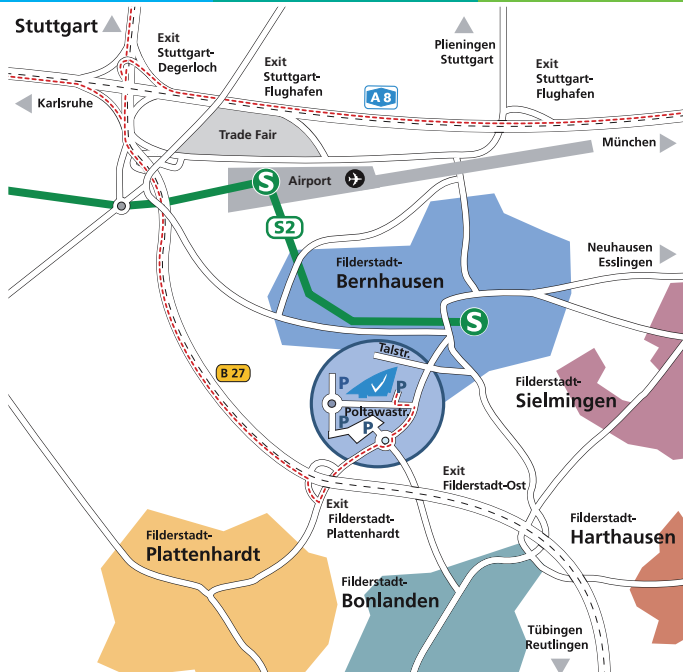 Stuttgart
Exit
Stuttgart-
Degerloch
Exit
Stuttgart-
Flughafen
Plieningen
Stuttgart
Exit
Stuttgart-
Flughafen
Karlsruhe
A 8
Trade Fair
München
S
Airport
S2
Neuhausen
Esslingen
Filderstadt-
Bernhausen
S
Talstr.
B 27
P
P
Poltawastr.
P
P
Filderstadt-
Sielmingen
Exit
Filderstadt-Ost
Exit
Filderstadt-
Plattenhardt
Filderstadt-
Harthausen
Filderstadt-
Plattenhardt
Filderstadt-
Bonlanden
Tübingen
Reutlingen